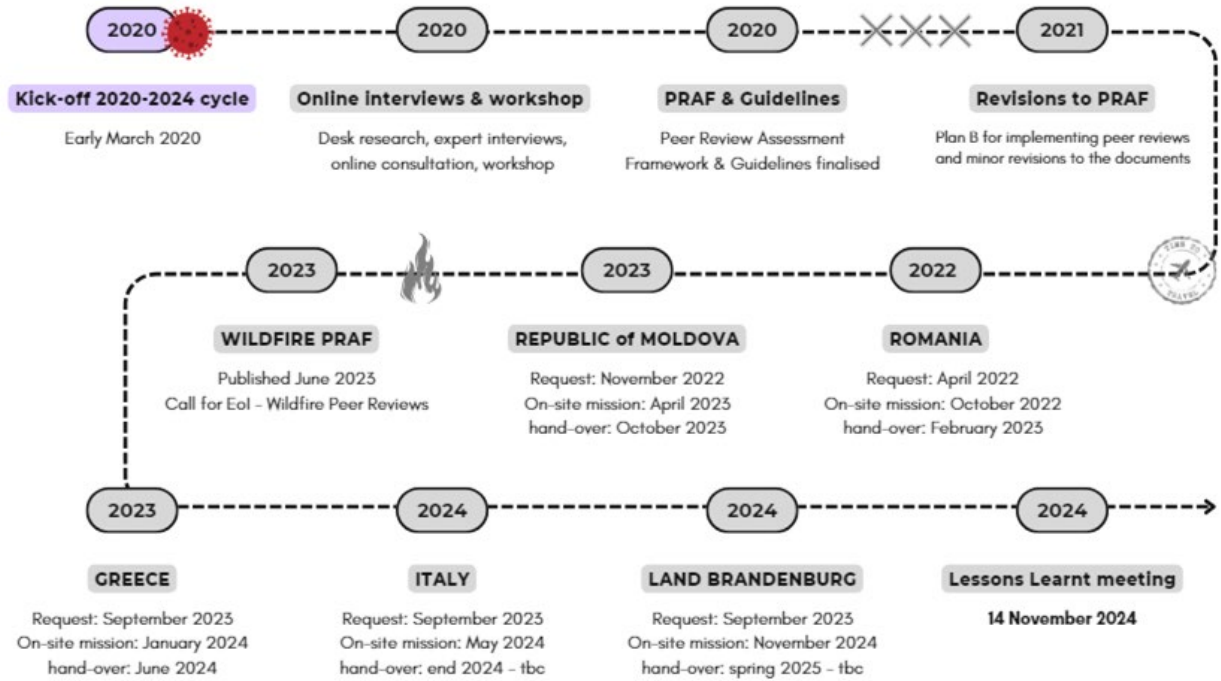 2020
2020
2020
2021
Kick-off 2020-2024 cycle
Early March 2020
Online interviews & workshop
Desk research, expert interviews,
online consultation, workshop
PRAF & Guidelines
Peer Review Assessment
Framework & Guidelines finalised
Revisions to PRAF
Plan B for implementing peer reviews
and minor revisions to the documents
TIME TO
TRAVEL
2022
ROMANIA
Request: April 2022
On-site mission: October 2022
hand-over: February 2023
2023
REPUBLIC of MOLDOVA
Request: November 2022
On-site mission: April 2023
hand-over: October 2023
2023
WILDFIRE PRAF
Published June 2023
Call for EoI - Wildfire Peer Reviews
2023
GREECE
Request: September 2023
On-site mission: January 2024
hand-over: June 2024
2024
ITALY
Request: September 2023
On-site mission: May 2024
hand-over: end 2024 - tbc
2024
LAND BRANDENBURG
Request: September 2023
On-site mission: November 2024
hand-over: spring 2025 - tbc
2024
Lessons Learnt meeting
14 November 2024